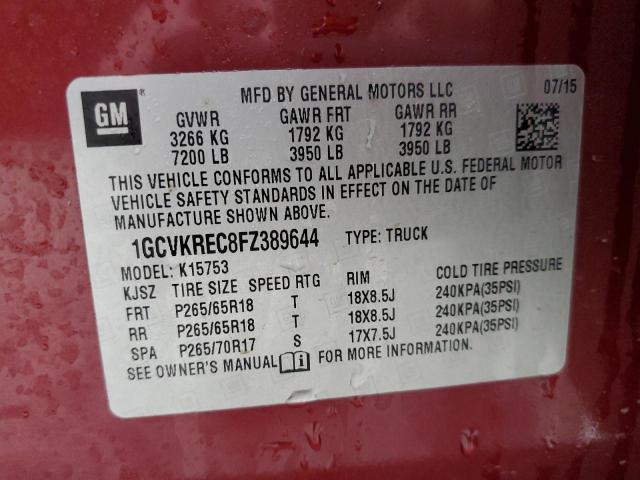 GM
MFD BY GENERAL MOTORS LLC 07/15
GVWR GAWR FRT GAWR RR
3266 KG 1792 KG 1792 KG
7200 LB 3950 LB 3950 LB
THIS VEHICLE CONFORMS TO ALL APPLICABLE U.S. FEDERAL MOTOR
VEHICLE SAFETY STANDARDS IN EFFECT ON THE DATE OF
MANUFACTURE SHOWN ABOVE.
1GCVKREC8FZ389644 TYPE: TRUCK
MODEL: K15753
KJSZ TIRE SIZE SPEED RTG RIM COLD TIRE PRESSURE
FRT P265/65R18 T 18X8.5J 240KPA(35PSI)
RR P265/65R18 T 18X8.5J 240KPA(35PSI)
SPA P265/70R17 S 17X7.5J 240KPA(35PSI)
SEE OWNER'S MANUAL FOR MORE INFORMATION.